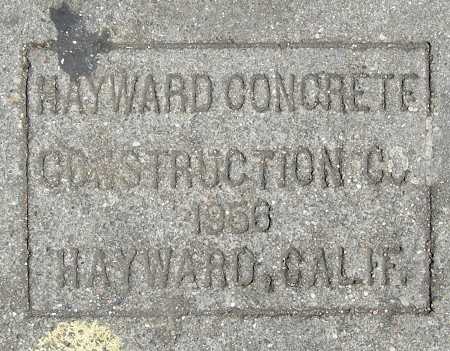 HAYWARD CONCRETE
CONSTRUCTION CO.
1956
HAYWARD, CALIF.